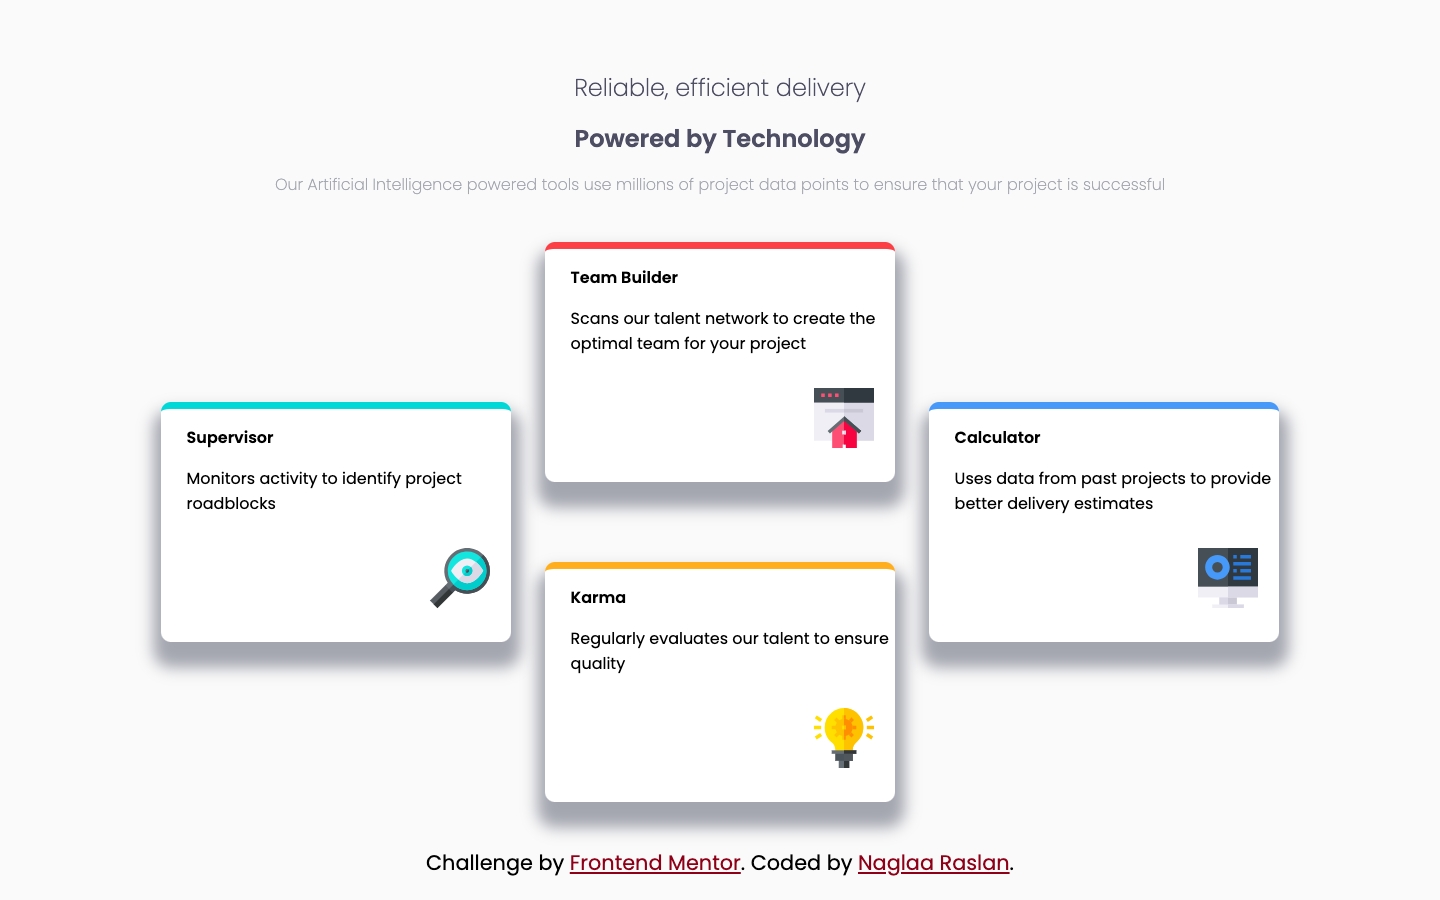 Reliable, efficient delivery
Powered by Technology
Our Artificial Intelligence powered tools use millions of project data points to ensure that your project is successful
Team Builder
Scans our talent network to create the
optimal team for your project
Supervisor
Monitors activity to identify project
roadblocks
Calculator
Uses data from past projects to provide
better delivery estimates
Karma
Regularly evaluates our talent to ensure
quality
Challenge by Frontend Mentor. Coded by Naglaa Raslan.